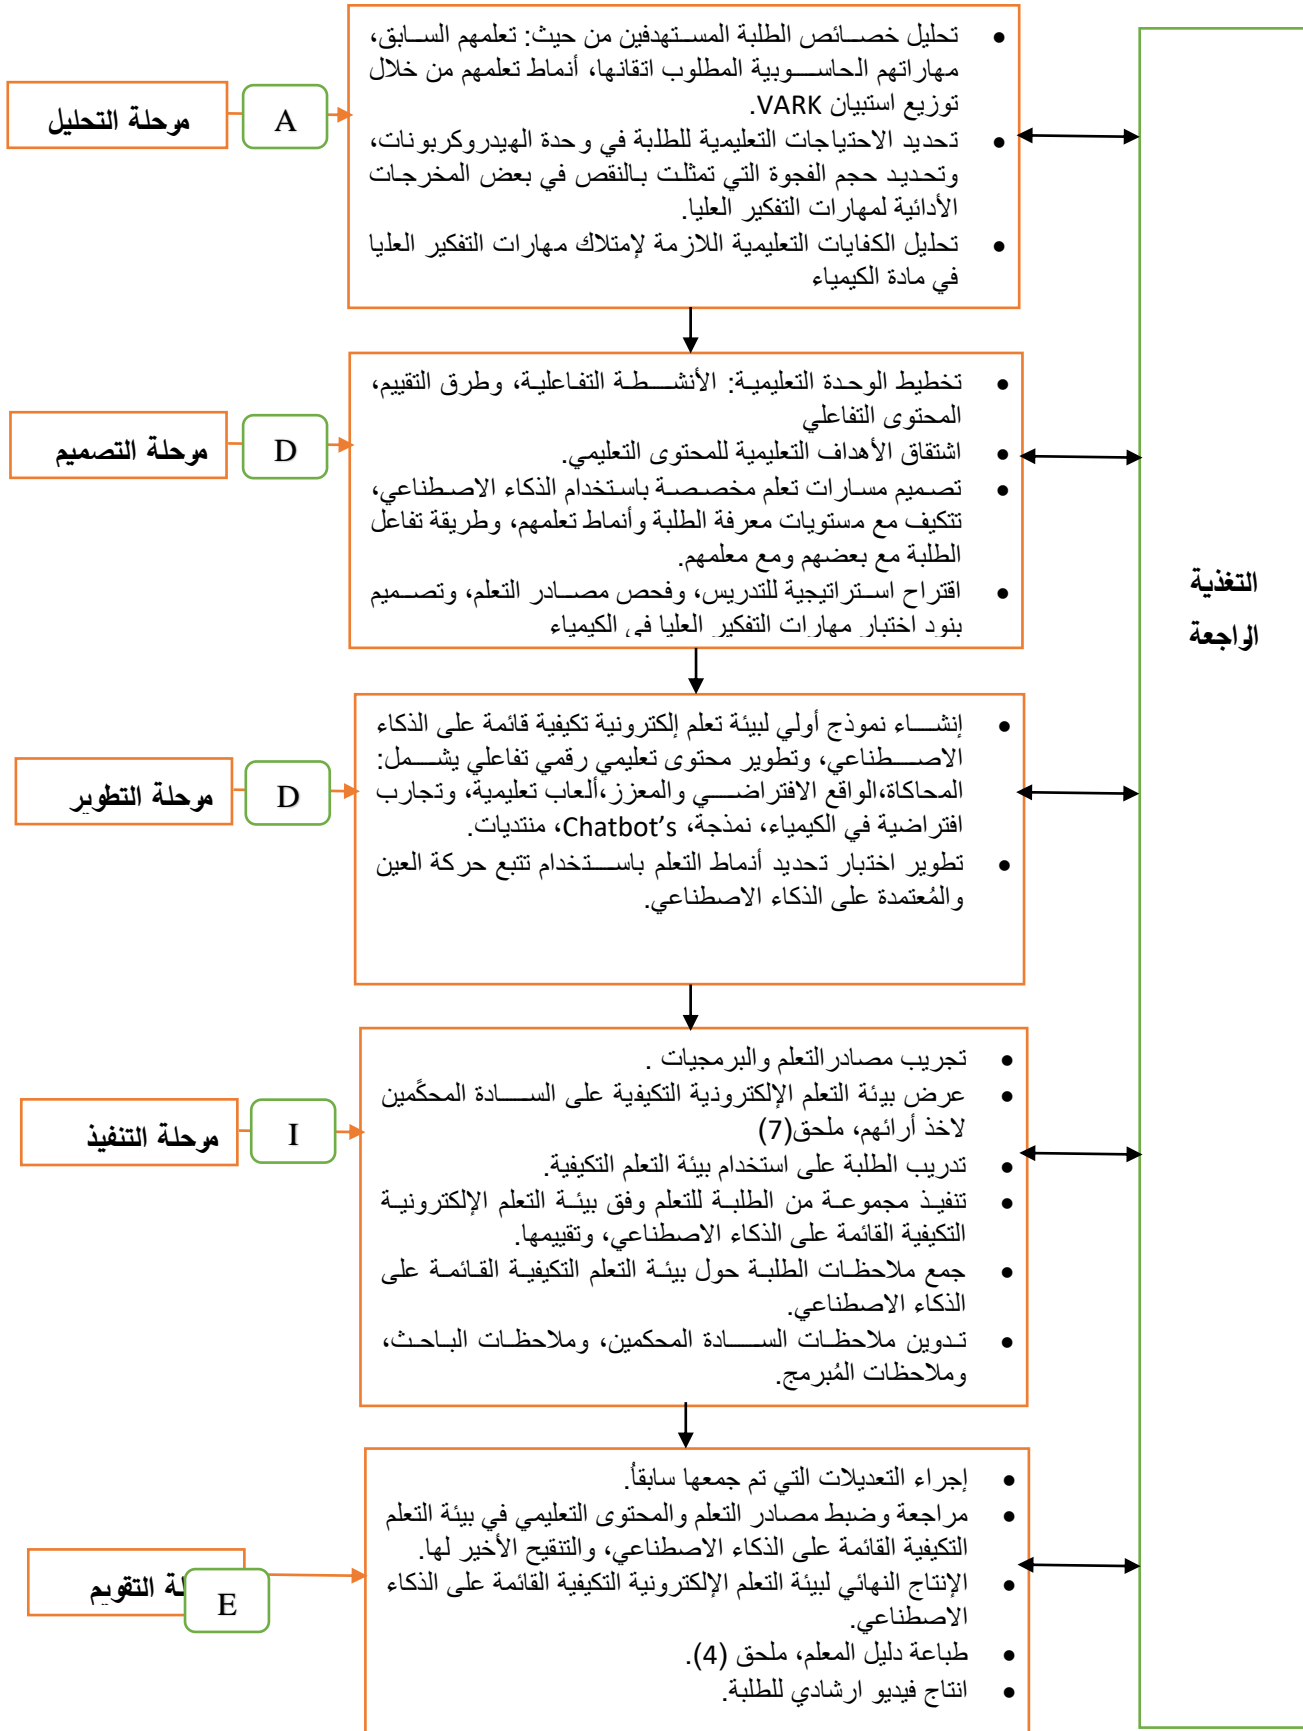 مرحلة التحليل
A
• تحليل خصائص الطلبة المستهدفين من حيث: تعلمهم السابق،
مهاراتهم الحاسوبية المطلوب اتقانها، أنماط تعلمهم من خلال
توزيع استبيان VARK.
• تحديد الاحتياجات التعليمية للطلبة في وحدة الهيدروكربونات،
وتحديد حجم الفجوة التي تمثلت بالنقص في بعض المخرجات
الأدائية لمهارات التفكير العليا.
• تحليل الكفايات التعليمية اللازمة لإمتلاك مهارات التفكير العليا
في مادة الكيمياء
مرحلة التصميم
D
• تخطيط الوحدة التعليمية: الأنشطة التفاعلية، وطرق التقييم،
المحتوى التفاعلي
• اشتقاق الأهداف التعليمية للمحتوى التعليمي.
• تصميم مسارات تعلم مخصصة باستخدام الذكاء الاصطناعي،
تتكيف مع مستويات معرفة الطلبة وأنماط تعلمهم، وطريقة تفاعل
الطلبة مع بعضهم ومع معلمهم.
• اقتراح استراتيجية للتدريس، وفحص مصادر التعلم، وتصميم
بنود اختبار مهارات التفكير العليا في الكيمياء
التغذية
الراجعة
مرحلة التطوير
D
• إنشاء نموذج أولي لبيئة تعلم إلكترونية تكيفية قائمة على الذكاء
الاصطناعي، وتطوير محتوى تعليمي رقمي تفاعلي يشمل:
المحاكاة،الواقع الافتراضي والمعزز،ألعاب تعليمية، وتجارب
افتراضية في الكيمياء، نمذجة، Chatbot’s، منتديات.
• تطوير اختبار تحديد أنماط التعلم باستخدام تتبع حركة العين
والمُعتمدة على الذكاء الاصطناعي.
مرحلة التنفيذ
I
• تجريب مصادرالتعلم والبرمجيات .
• عرض بيئة التعلم الإلكترونية التكيفية على السادة المحكَمين
لاخذ أرائهم، ملحق(7)
• تدريب الطلبة على استخدام بيئة التعلم التكيفية.
• تنفيذ مجموعة من الطلبة للتعلم وفق بيئة التعلم الإلكترونية
التكيفية القائمة على الذكاء الاصطناعي، وتقييمها.
• جمع ملاحظات الطلبة حول بيئة التعلم التكيفية القائمة على
الذكاء الاصطناعي.
• تدوين ملاحظات السادة المحكمين، وملاحظات الباحث،
وملاحظات المُبرمج.
لة التقويم
E
• إجراء التعديلات التي تم جمعها سابقاُ.
• مراجعة وضبط مصادر التعلم والمحتوى التعليمي في بيئة التعلم
التكيفية القائمة على الذكاء الاصطناعي، والتنقيح الأخير لها.
• الإنتاج النهائي لبيئة التعلم الإلكترونية التكيفية القائمة على الذكاء
الاصطناعي.
• طباعة دليل المعلم، ملحق (4).
• انتاج فيديو ارشادي للطلبة.